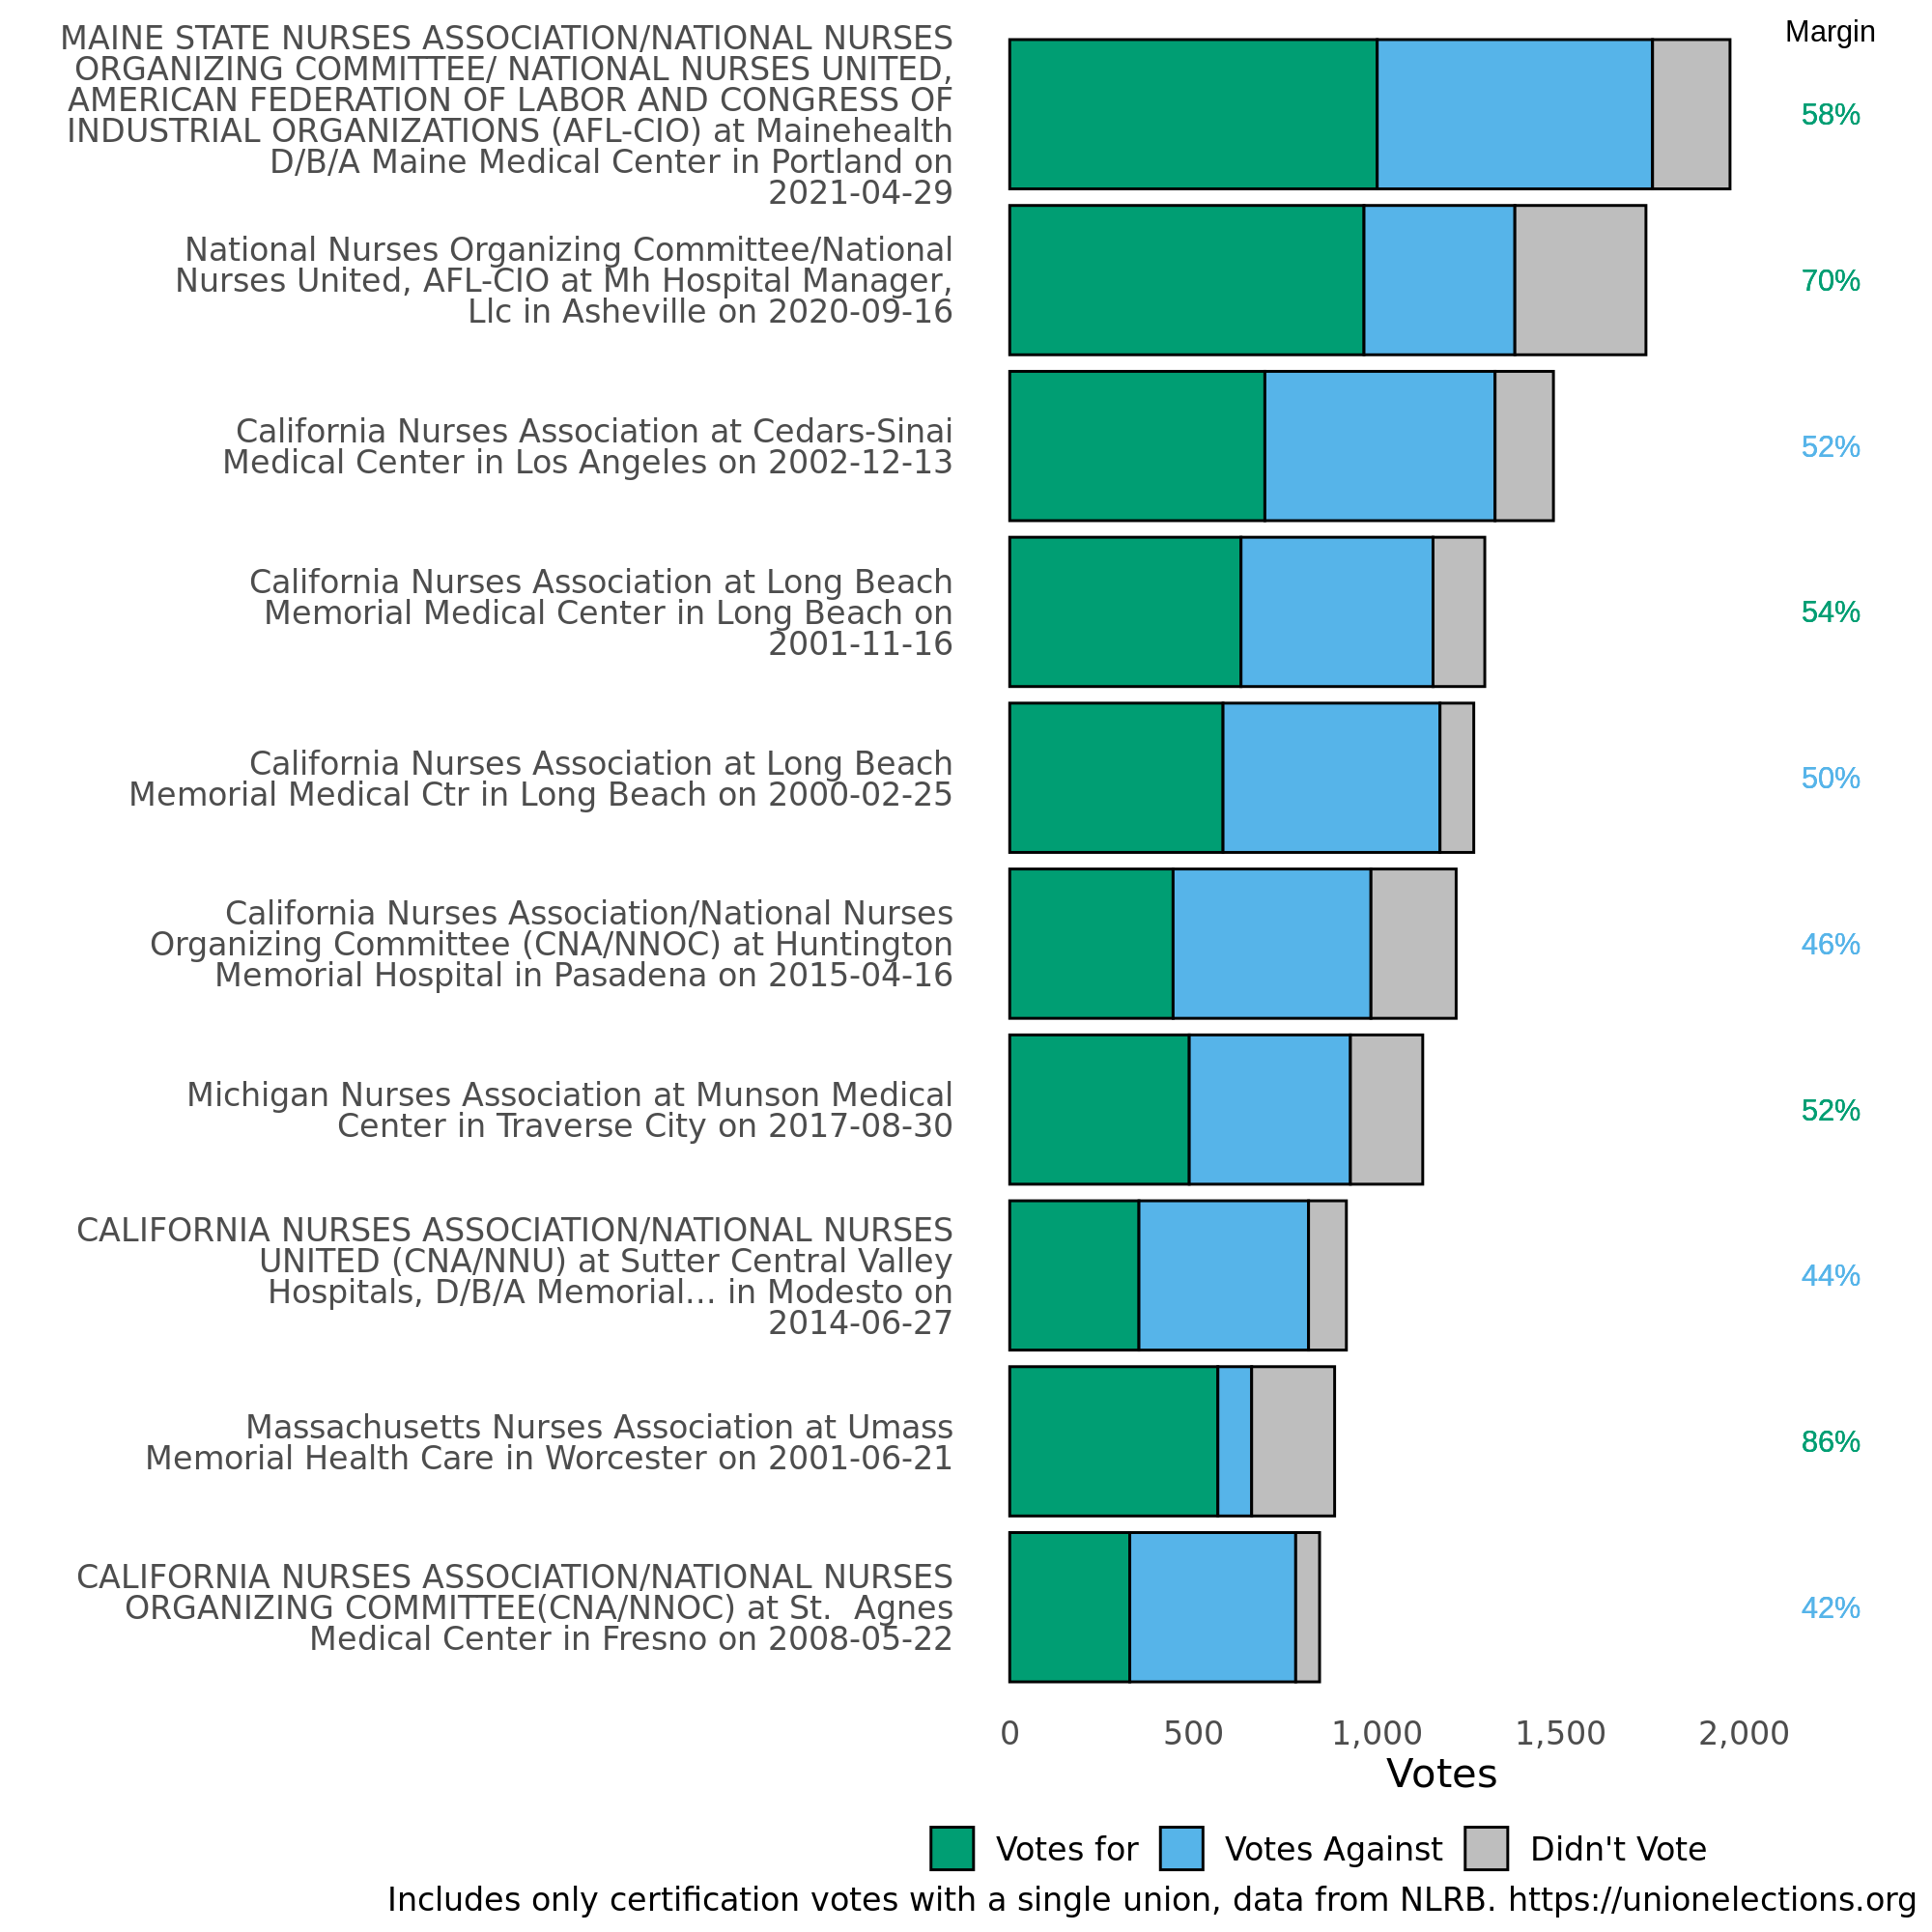 Margin
MAINE STATE NURSES ASSOCIATION/NATIONAL NURSES
ORGANIZING COMMITTEE/ NATIONAL NURSES UNITED,
AMERICAN FEDERATION OF LABOR AND CONGRESS OF
INDUSTRIAL ORGANIZATIONS (AFL-CIO) at Mainehealth
D/B/A Maine Medical Center in Portland on
2021-04-29
58%
National Nurses Organizing Committee/National
Nurses United, AFL-CIO at Mh Hospital Manager,
Llc in Asheville on 2020-09-16
70%
California Nurses Association at Cedars-Sinai
Medical Center in Los Angeles on 2002-12-13
52%
California Nurses Association at Long Beach
Memorial Medical Center in Long Beach on
2001-11-16
54%
California Nurses Association at Long Beach
Memorial Medical Ctr in Long Beach on 2000-02-25
50%
California Nurses Association/National Nurses
Organizing Committee (CNA/NNOC) at Huntington
Memorial Hospital in Pasadena on 2015-04-16
46%
Michigan Nurses Association at Munson Medical
Center in Traverse City on 2017-08-30
52%
CALIFORNIA NURSES ASSOCIATION/NATIONAL NURSES
UNITED (CNA/NNU) at Sutter Central Valley
Hospitals, D/B/A Memorial... in Modesto on
2014-06-27
44%
Massachusetts Nurses Association at Umass
Memorial Health Care in Worcester on 2001-06-21
86%
CALIFORNIA NURSES ASSOCIATION/NATIONAL NURSES
ORGANIZING COMMITTEE(CNA/NNOC) at St.  Agnes
Medical Center in Fresno on 2008-05-22
42%
0 500 1,000 1,500 2,000
Votes
Votes for Votes Against Didn't Vote
Includes only certification votes with a single union, data from NLRB. https://unionelections.org